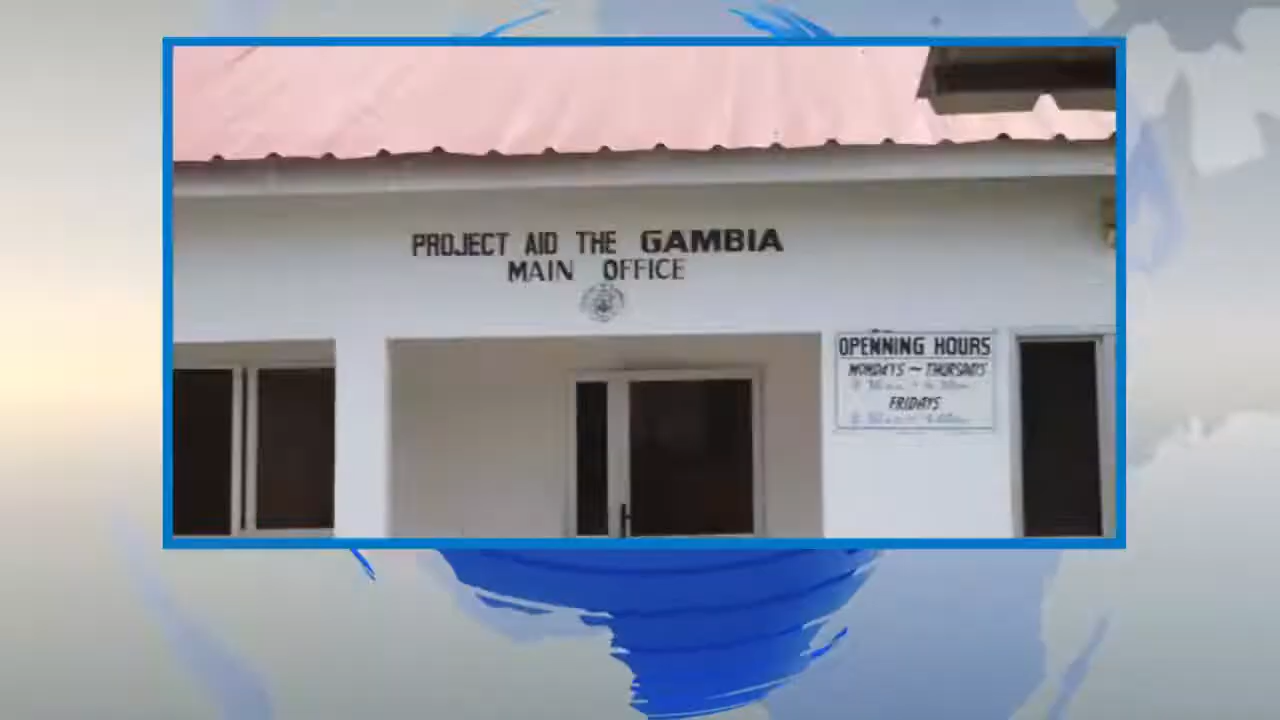 PROJECT AID THE GAMBIA
MAIN OFFICE
OPENNING HOURS
MONDAYS ~ THURSDAYS
FRIDAYS